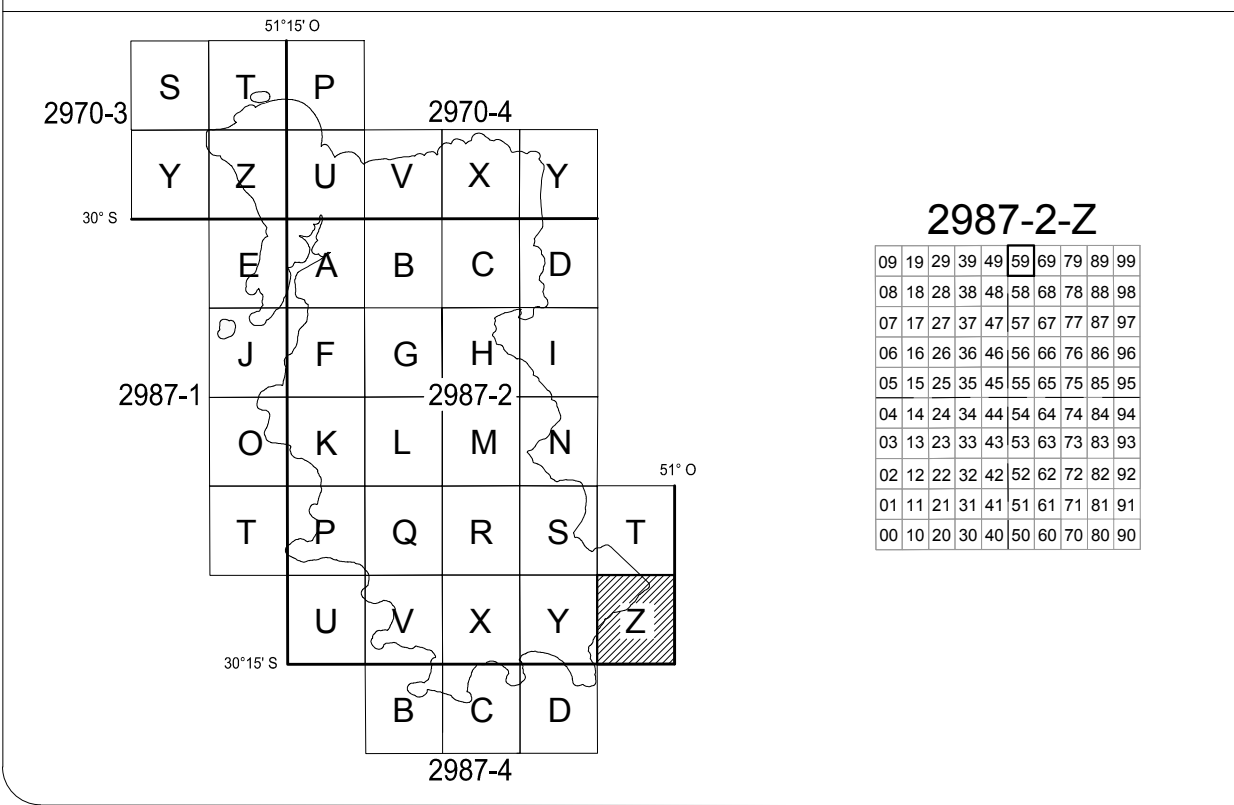 51°15' O
S T P
2970-3 2970-4
Y Z U V X Y
30° S
E A B C D
J F G H I
2987-1 2987-2
O K L M N
51° O
T P Q R S T
U V X Y Z
30°15' S
B C D
2987-4
2987-2-Z
09 19 29 39 49 59 69 79 89 99
08 18 28 38 48 58 68 78 88 98
07 17 27 37 47 57 67 77 87 97
06 16 26 36 46 56 66 76 86 96
05 15 25 35 45 55 65 75 85 95
04 14 24 34 44 54 64 74 84 94
03 13 23 33 43 53 63 73 83 93
02 12 22 32 42 52 62 72 82 92
01 11 21 31 41 51 61 71 81 91
00 10 20 30 40 50 60 70 80 90